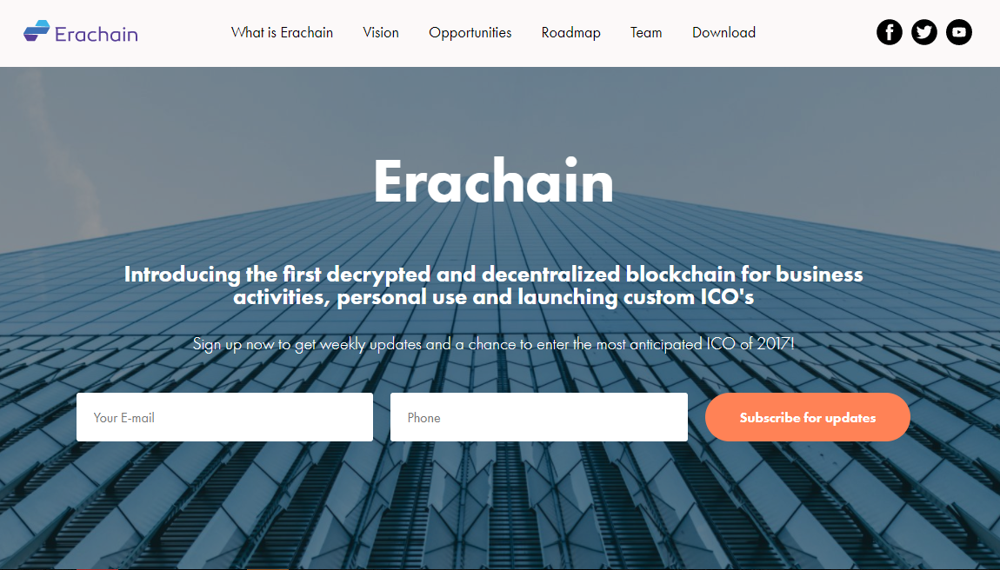 Erachain
What is Erachain
Vision
Opportunities
Roadmap
Team
Download
Erachain
Introducing the first decrypted and decentralized blockchain for business
activities, personal use and launching custom ICO's
Sign up now to get weekly updates and a chance to enter the most anticipated ICO of 2017!
Your E-mail
Phone
Subscribe for updates